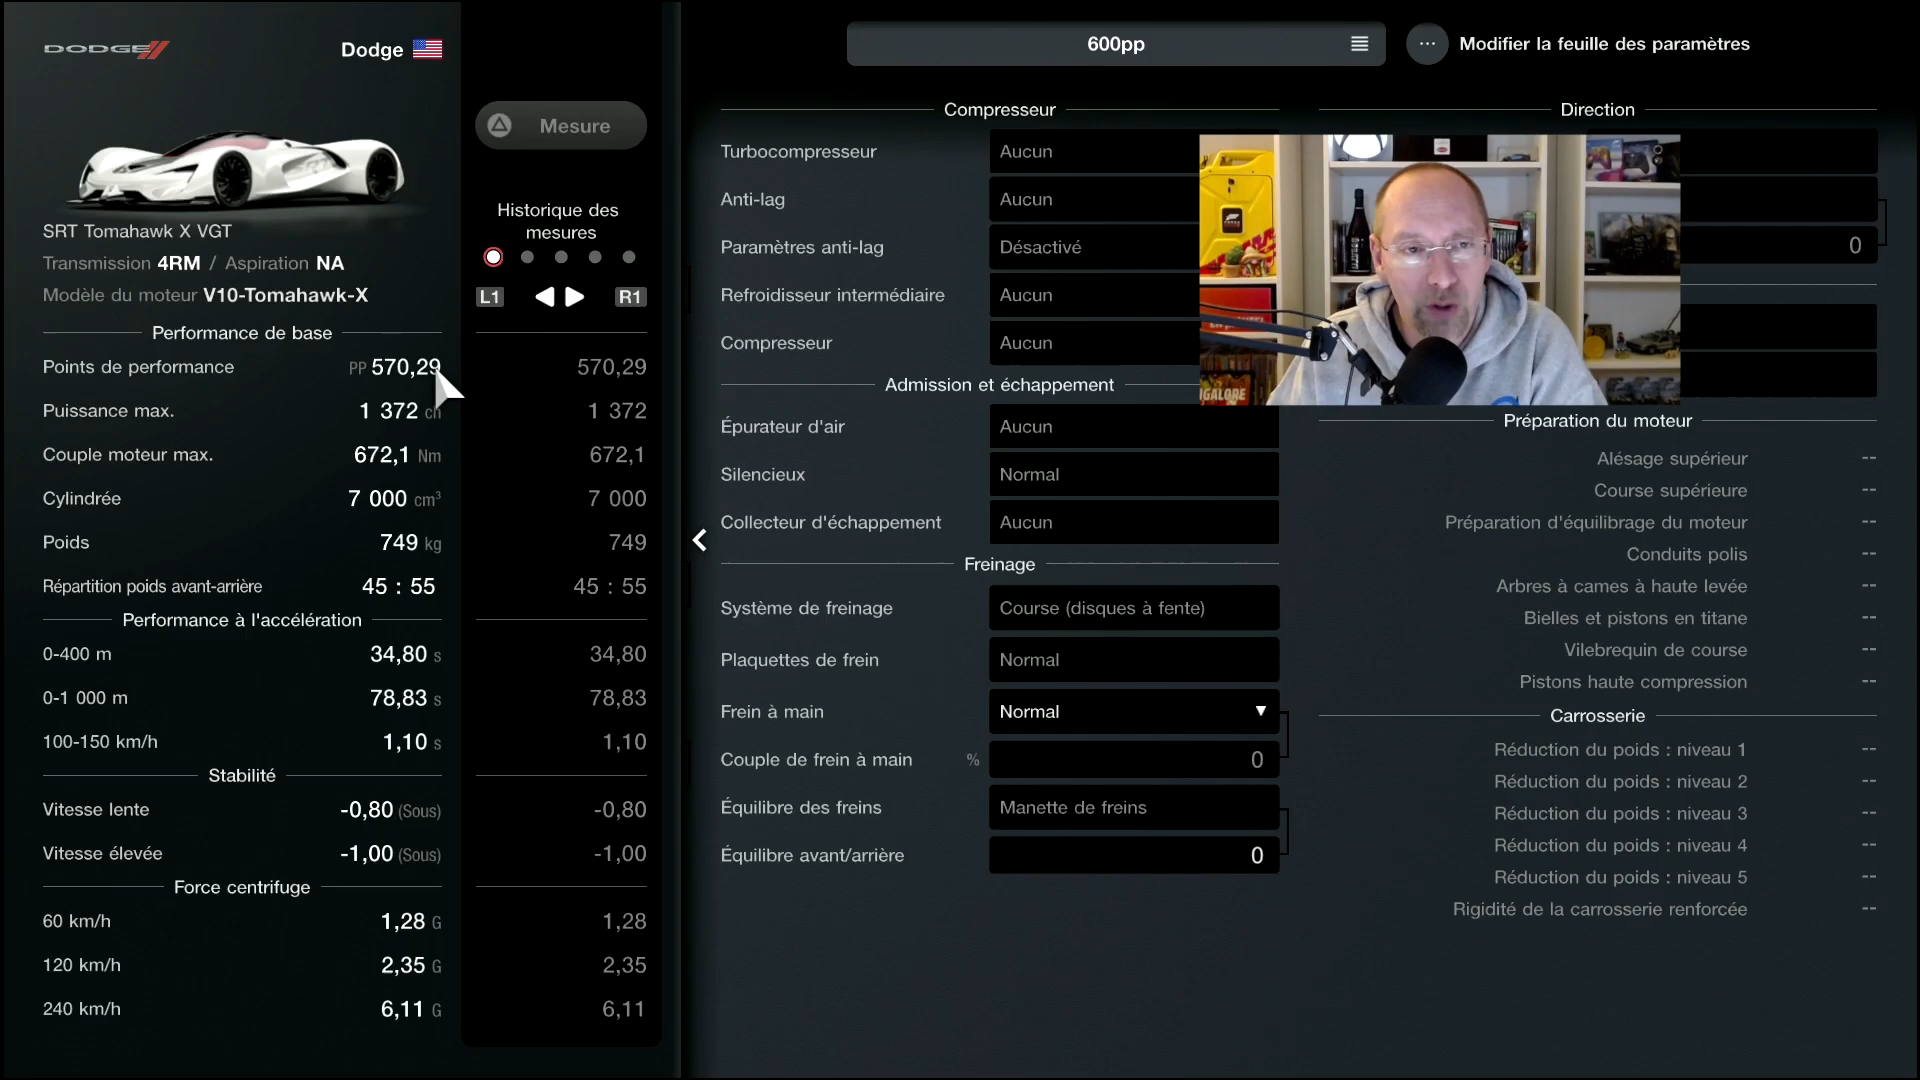 DODGE
Dodge
SRT Tomahawk X VGT
Transmission 4RM / Aspiration NA
Modèle du moteur V10-Tomahawk-X
Performance de base
Points de performance PP 570,29
Puissance max. 1 372 ch
Couple moteur max. 672,1 Nm
Cylindrée 7 000 cm³
Poids 749 kg
Répartition poids avant-arrière 45 : 55
Performance à l'accélération
0-400 m 34,80 s
0-1 000 m 78,83 s
100-150 km/h 1,10 s
Stabilité
Vitesse lente -0,80 (Sous)
Vitesse élevée -1,00 (Sous)
Force centrifuge
60 km/h 1,28 G
120 km/h 2,35 G
240 km/h 6,11 G
Mesure
Historique des
mesures
L1 R1
570,29
1 372
672,1
7 000
749
45 : 55
34,80
78,83
1,10
-0,80
-1,00
1,28
2,35
6,11
600pp
Modifier la feuille des paramètres
Compresseur
Turbocompresseur Aucun
Anti-lag Aucun
Paramètres anti-lag Désactivé
Refroidisseur intermédiaire Aucun
Compresseur Aucun
Admission et échappement
Épurateur d'air Aucun
Silencieux Normal
Collecteur d'échappement Aucun
Freinage
Système de freinage Course (disques à fente)
Plaquettes de frein Normal
Frein à main Normal
Couple de frein à main % 0
Équilibre des freins Manette de freins
Équilibre avant/arrière 0
Direction
0
GALORE
Préparation du moteur
Alésage supérieur --
Course supérieure --
Préparation d'équilibrage du moteur --
Conduits polis --
Arbres à cames à haute levée --
Bielles et pistons en titane --
Vilebrequin de course --
Pistons haute compression --
Carrosserie
Réduction du poids : niveau 1 --
Réduction du poids : niveau 2 --
Réduction du poids : niveau 3 --
Réduction du poids : niveau 4 --
Réduction du poids : niveau 5 --
Rigidité de la carrosserie renforcée --